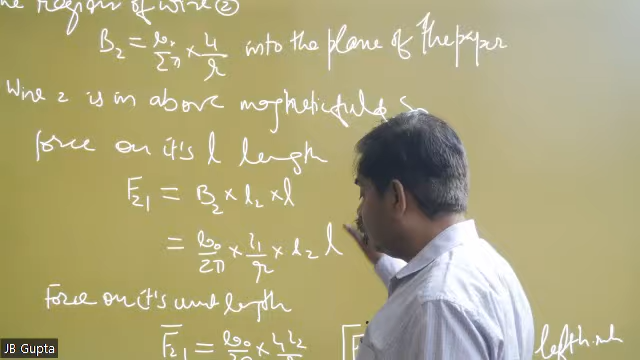 the region of wire ②
B₂ = μ₀/2π × I₁/r into the plane of the paper
Wire 2 is in above magnetic field so
force on it's l length
F₂₁ = B₂ × I₂ × l
= μ₀/2π × I₁/r × I₂ l
Force on it's unit length
F₂₁ = μ₀/2π × I₁I₂/r
JB Gupta